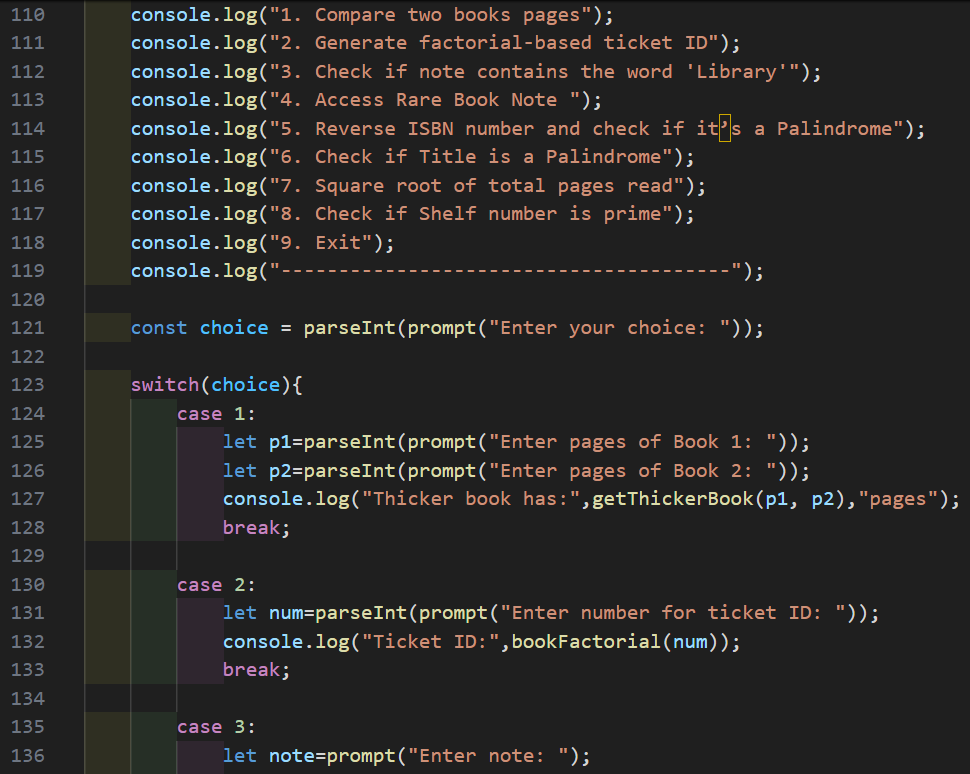 110 console.log("1. Compare two books pages");
111 console.log("2. Generate factorial-based ticket ID");
112 console.log("3. Check if note contains the word 'Library'");
113 console.log("4. Access Rare Book Note ");
114 console.log("5. Reverse ISBN number and check if it’s a Palindrome");
115 console.log("6. Check if Title is a Palindrome");
116 console.log("7. Square root of total pages read");
117 console.log("8. Check if Shelf number is prime");
118 console.log("9. Exit");
119 console.log("---------------------------------------");
120
121 const choice = parseInt(prompt("Enter your choice: "));
122
123 switch(choice){
124 case 1:
125 let p1=parseInt(prompt("Enter pages of Book 1: "));
126 let p2=parseInt(prompt("Enter pages of Book 2: "));
127 console.log("Thicker book has:",getThickerBook(p1, p2),"pages");
128 break;
129
130 case 2:
131 let num=parseInt(prompt("Enter number for ticket ID: "));
132 console.log("Ticket ID:",bookFactorial(num));
133 break;
134
135 case 3:
136 let note=prompt("Enter note: ");